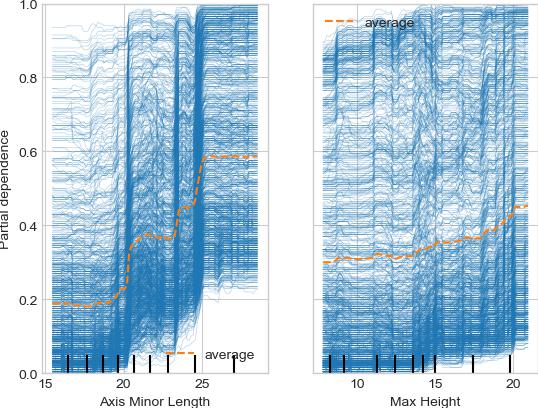 1.0
average
0.8
0.6
0.4
0.2
average
0.0
15 20 25
10 15 20
Partial dependence
Axis Minor Length
Max Height